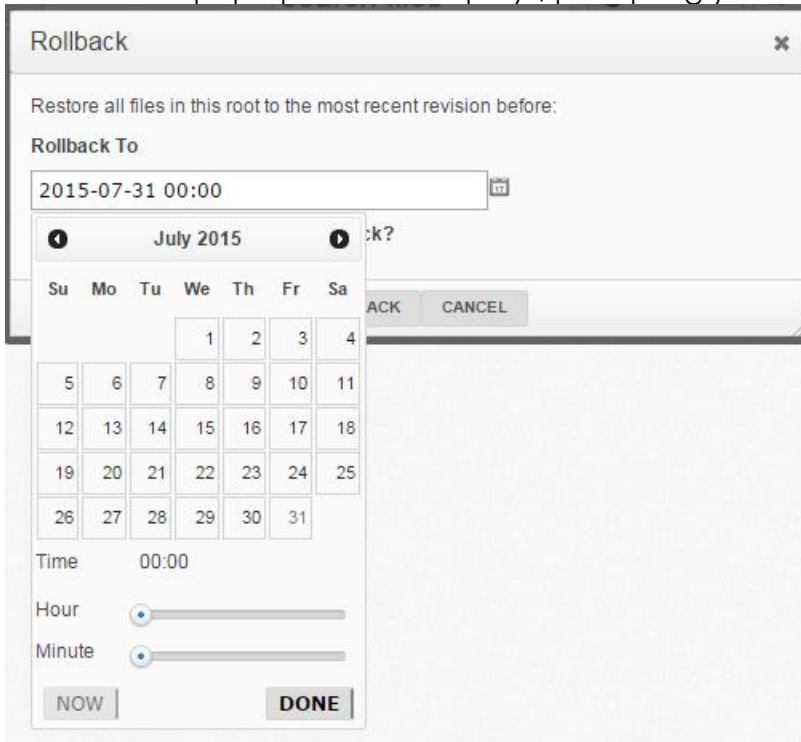 Rollback
Restore all files in this root to the most recent revision before:
Rollback To
2015-07-31 00:00
17
July 2015
Su Mo Tu We Th Fr Sa
1 2 3 4
5 6 7 8 9 10 11
12 13 14 15 16 17 18
19 20 21 22 23 24 25
26 27 28 29 30 31
Time 00:00
Hour
Minute
NOW DONE
ck?
ACK CANCEL